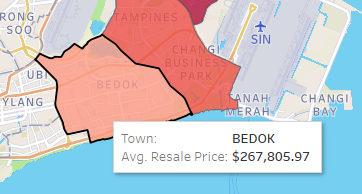 TAMPINES
RONG
SOO
SIN
CHANGI
BUSINESS
PARK
UBI
BEDOK
YLANG
TANAH
MERAH
CHANGI
BAY
Town: BEDOK
Avg. Resale Price: $267,805.97